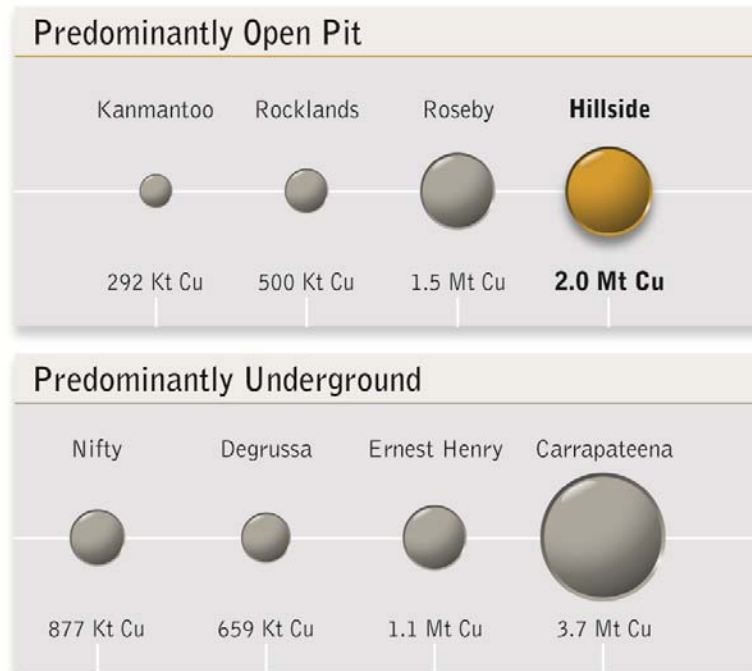 Predominantly Open Pit
Kanmantoo Rocklands Roseby Hillside
292 Kt Cu 500 Kt Cu 1.5 Mt Cu 2.0 Mt Cu
Predominantly Underground
Nifty Degrussa Ernest Henry Carrapateena
877 Kt Cu 659 Kt Cu 1.1 Mt Cu 3.7 Mt Cu